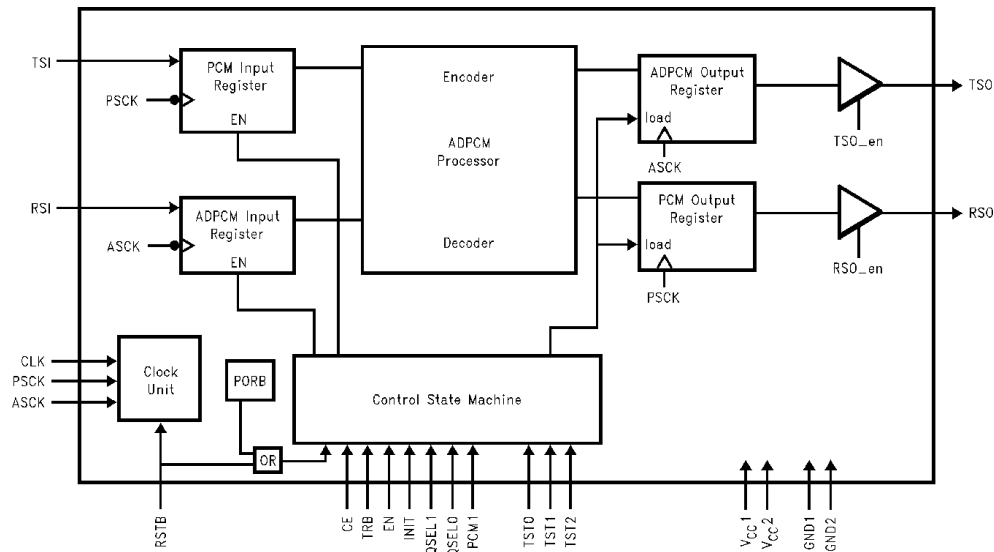 TSI
PCM Input
Register
PSCK
EN
Encoder
ADPCM
Processor
Decoder
ADPCM Output
Register
load
ASCK
TSO
TSO_en
RSI
ADPCM Input
Register
ASCK
EN
PCM Output
Register
load
PSCK
RSO
RSO_en
CLK
PSCK
ASCK
Clock
Unit
PORB
OR
Control State Machine
RSTB
CE
TRB
EN
INIT
QSEL1
QSEL0
PCM1
TST0
TST1
TST2
VCC1
VCC2
GND1
GND2